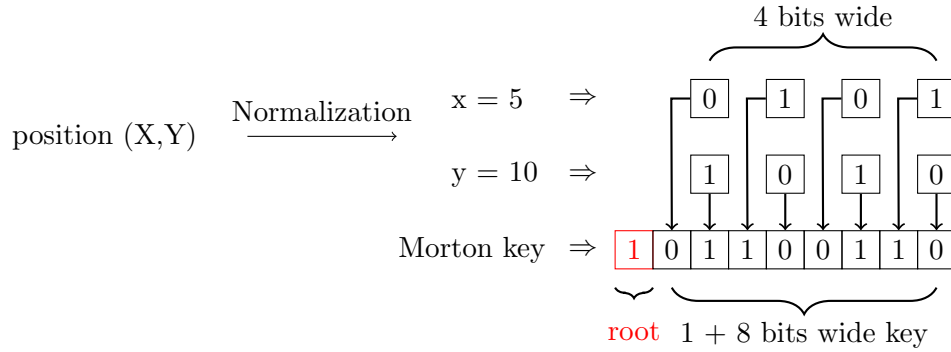 4 bits wide
x = 5 ⇒ 0 1 0 1
position (X,Y) Normalization
y = 10 ⇒ 1 0 1 0
Morton key ⇒ 1 0 1 1 0 0 1 1 0
root 1 + 8 bits wide key